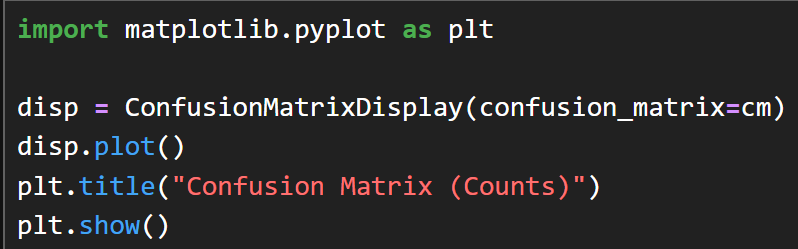 import matplotlib.pyplot as plt
disp = ConfusionMatrixDisplay(confusion_matrix=cm)
disp.plot()
plt.title("Confusion Matrix (Counts)")
plt.show()